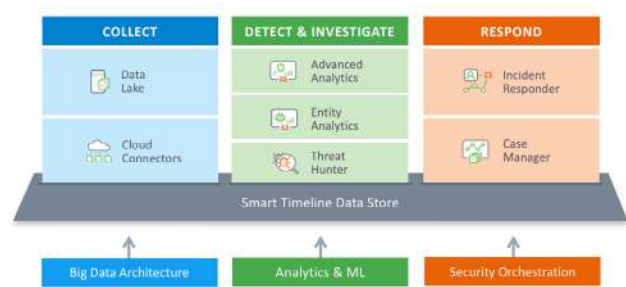 COLLECT
DETECT & INVESTIGATE
RESPOND
Data
Lake
Cloud
Connectors
Advanced
Analytics
Entity
Analytics
Threat
Hunter
Incident
Responder
Case
Manager
Smart Timeline Data Store
Big Data Architecture
Analytics & ML
Security Orchestration